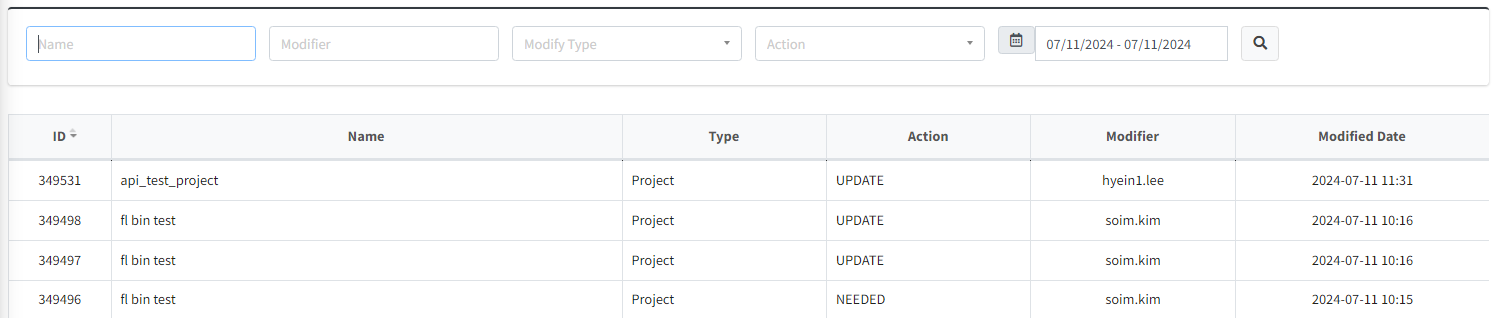 Name Modifier Modify Type Action 07/11/2024 - 07/11/2024
ID Name Type Action Modifier Modified Date
349531 api_test_project Project UPDATE hyein1.lee 2024-07-11 11:31
349498 fl bin test Project UPDATE soim.kim 2024-07-11 10:16
349497 fl bin test Project UPDATE soim.kim 2024-07-11 10:16
349496 fl bin test Project NEEDED soim.kim 2024-07-11 10:15